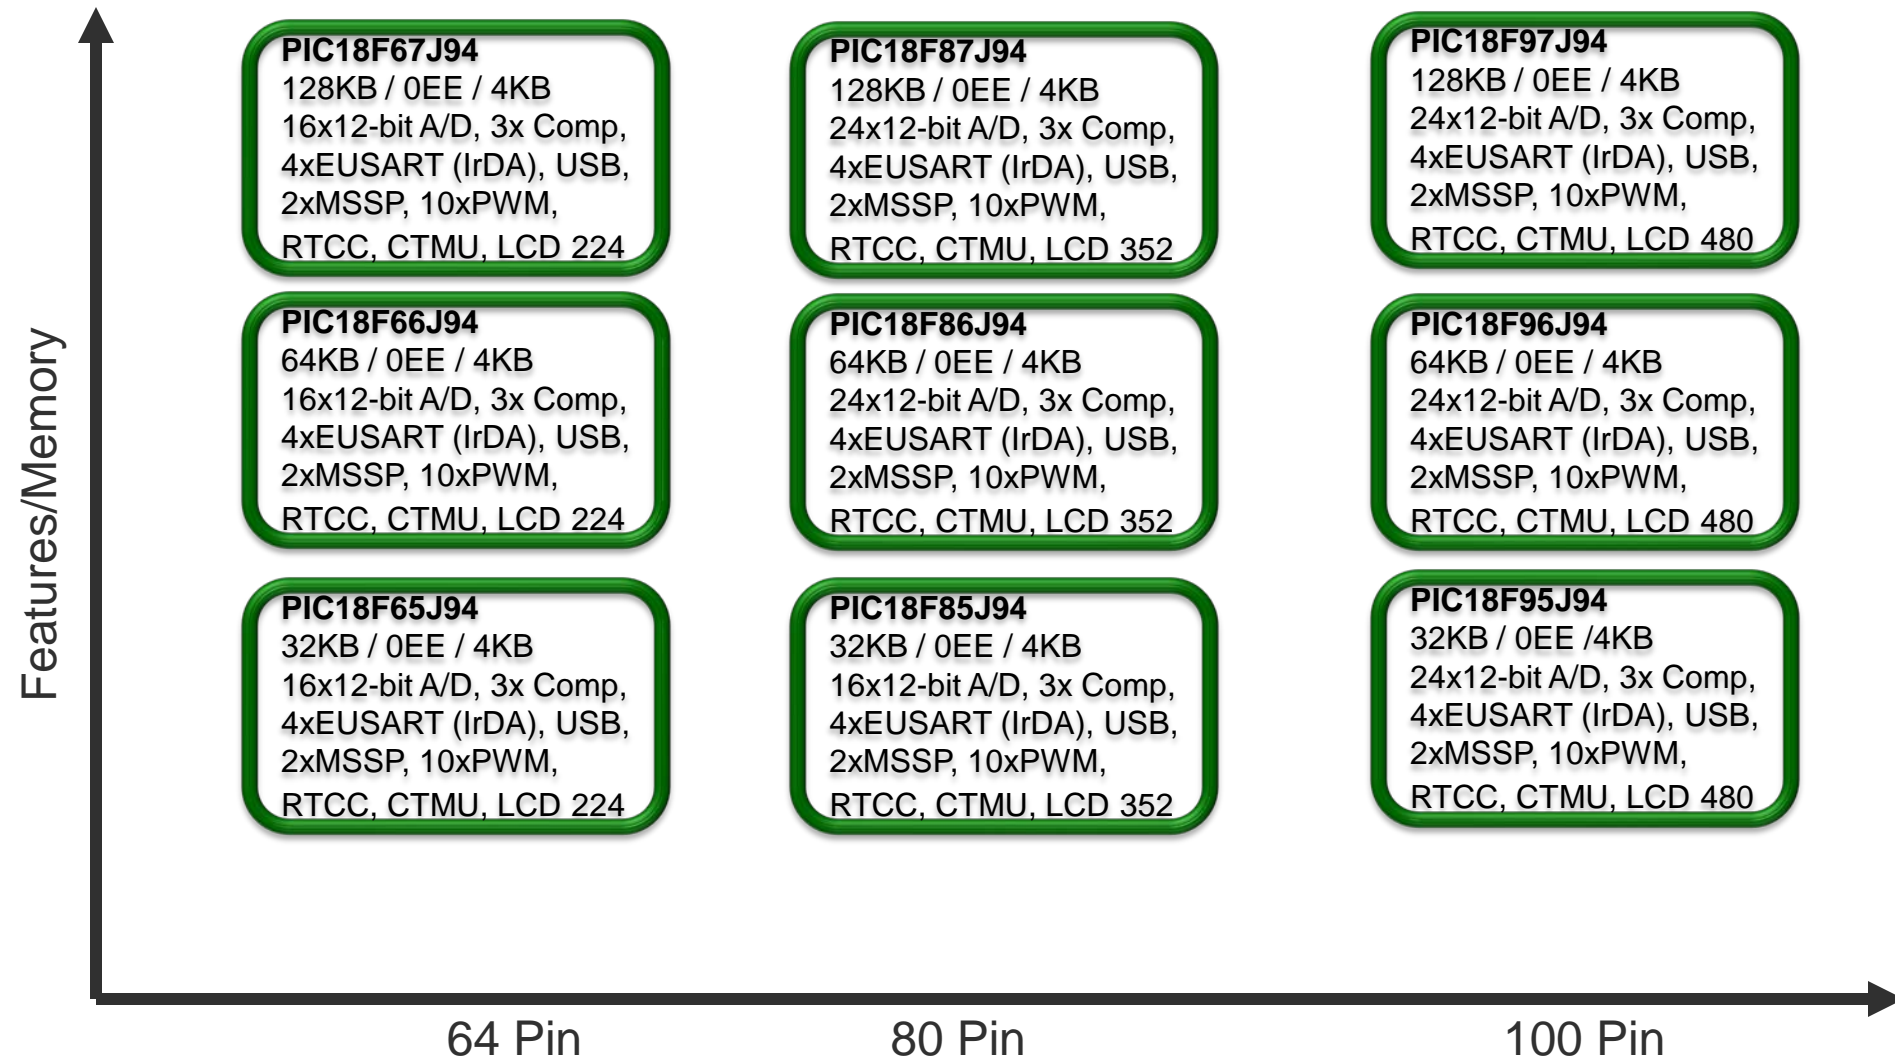 Features/Memory
PIC18F67J94
128KB / 0EE / 4KB
16x12-bit A/D, 3x Comp,
4xEUSART (IrDA), USB,
2xMSSP, 10xPWM,
RTCC, CTMU, LCD 224
PIC18F87J94
128KB / 0EE / 4KB
24x12-bit A/D, 3x Comp,
4xEUSART (IrDA), USB,
2xMSSP, 10xPWM,
RTCC, CTMU, LCD 352
PIC18F97J94
128KB / 0EE / 4KB
24x12-bit A/D, 3x Comp,
4xEUSART (IrDA), USB,
2xMSSP, 10xPWM,
RTCC, CTMU, LCD 480
PIC18F66J94
64KB / 0EE / 4KB
16x12-bit A/D, 3x Comp,
4xEUSART (IrDA), USB,
2xMSSP, 10xPWM,
RTCC, CTMU, LCD 224
PIC18F86J94
64KB / 0EE / 4KB
24x12-bit A/D, 3x Comp,
4xEUSART (IrDA), USB,
2xMSSP, 10xPWM,
RTCC, CTMU, LCD 352
PIC18F96J94
64KB / 0EE / 4KB
24x12-bit A/D, 3x Comp,
4xEUSART (IrDA), USB,
2xMSSP, 10xPWM,
RTCC, CTMU, LCD 480
PIC18F65J94
32KB / 0EE / 4KB
16x12-bit A/D, 3x Comp,
4xEUSART (IrDA), USB,
2xMSSP, 10xPWM,
RTCC, CTMU, LCD 224
PIC18F85J94
32KB / 0EE / 4KB
16x12-bit A/D, 3x Comp,
4xEUSART (IrDA), USB,
2xMSSP, 10xPWM,
RTCC, CTMU, LCD 352
PIC18F95J94
32KB / 0EE /4KB
24x12-bit A/D, 3x Comp,
4xEUSART (IrDA), USB,
2xMSSP, 10xPWM,
RTCC, CTMU, LCD 480
64 Pin
80 Pin
100 Pin